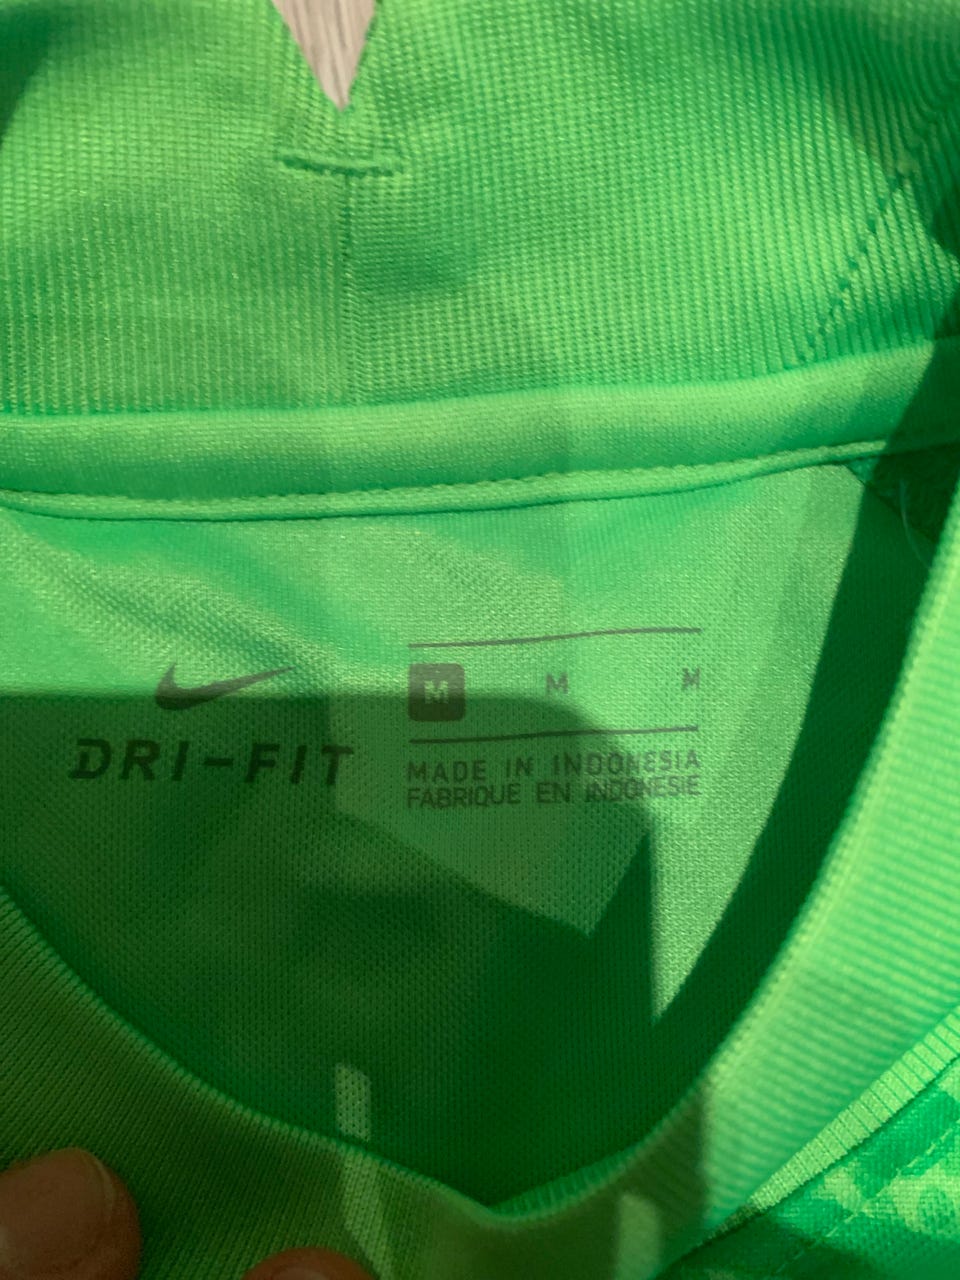 DRI-FIT
M M M
MADE IN INDONESIA
FABRIQUE EN INDONESIE